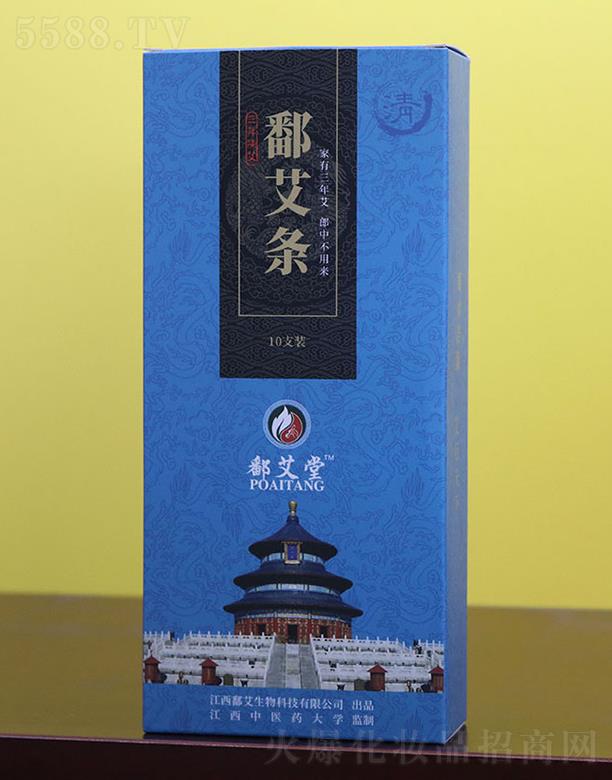 5588.TV
清
三年陈艾
鄱艾条
家有三年艾 郎中不用来
10支装
鄱艾堂™
POAITANG
江西鄱艾生物科技有限公司 出品
江西中医药大学 监制
火爆化妆品招商网